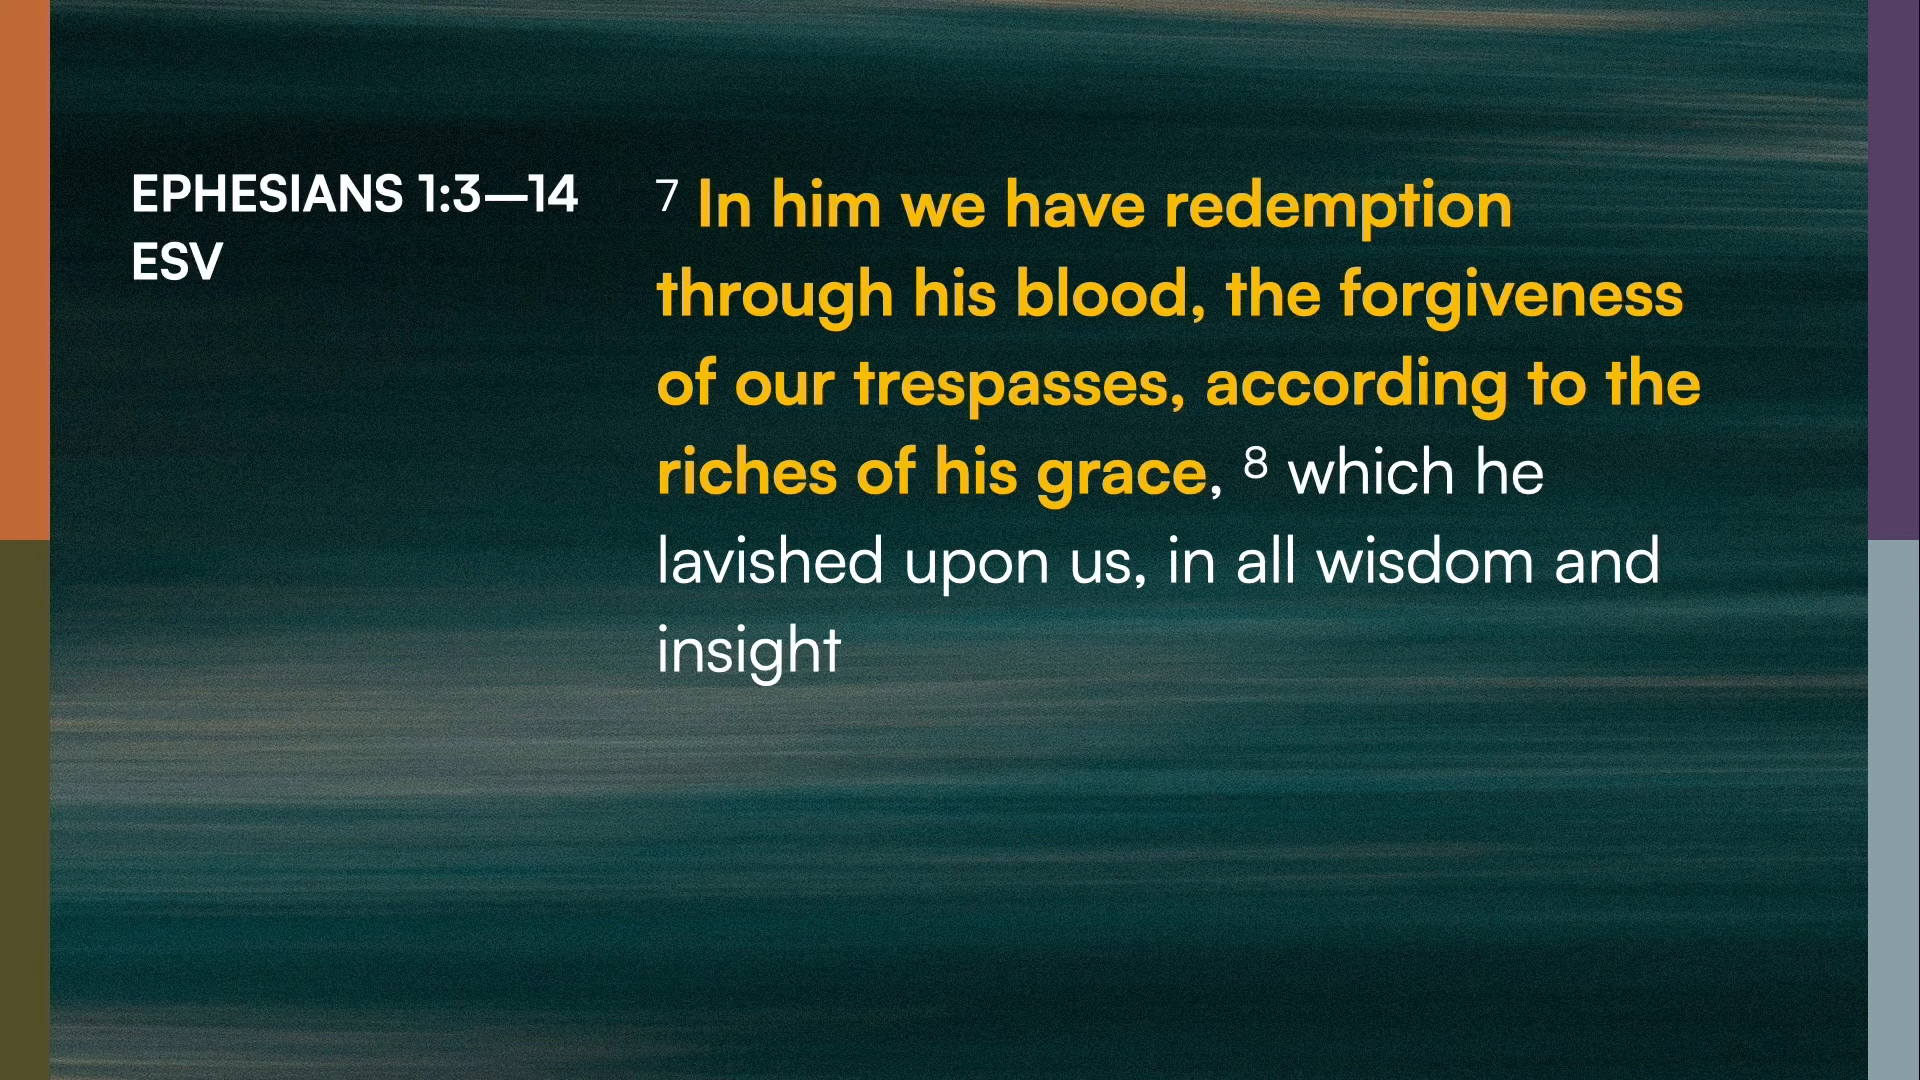 EPHESIANS 1:3—14
ESV
7 In him we have redemption
through his blood, the forgiveness
of our trespasses, according to the
riches of his grace, 8 which he
lavished upon us, in all wisdom and
insight